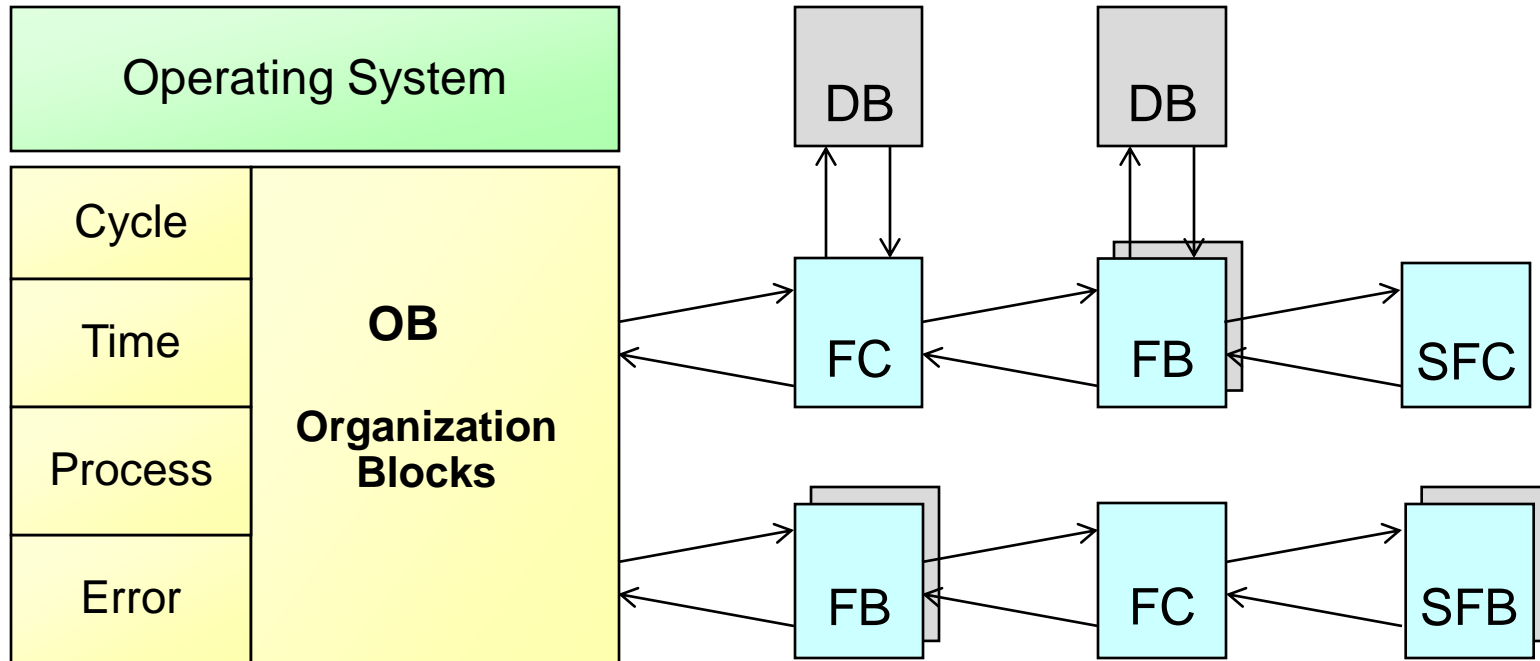 Operating System
DB
DB
Cycle
Time
Process
Error
OB
Organization
Blocks
FC
FB
SFC
FB
FC
SFB